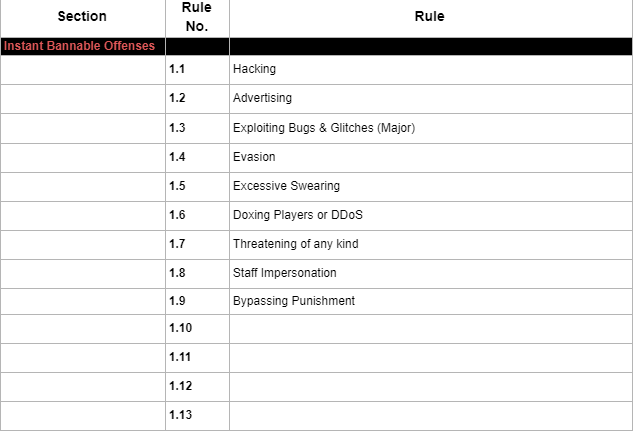 Section Rule No. Rule
Instant Bannable Offenses
1.1 Hacking
1.2 Advertising
1.3 Exploiting Bugs & Glitches (Major)
1.4 Evasion
1.5 Excessive Swearing
1.6 Doxing Players or DDoS
1.7 Threatening of any kind
1.8 Staff Impersonation
1.9 Bypassing Punishment
1.10
1.11
1.12
1.13